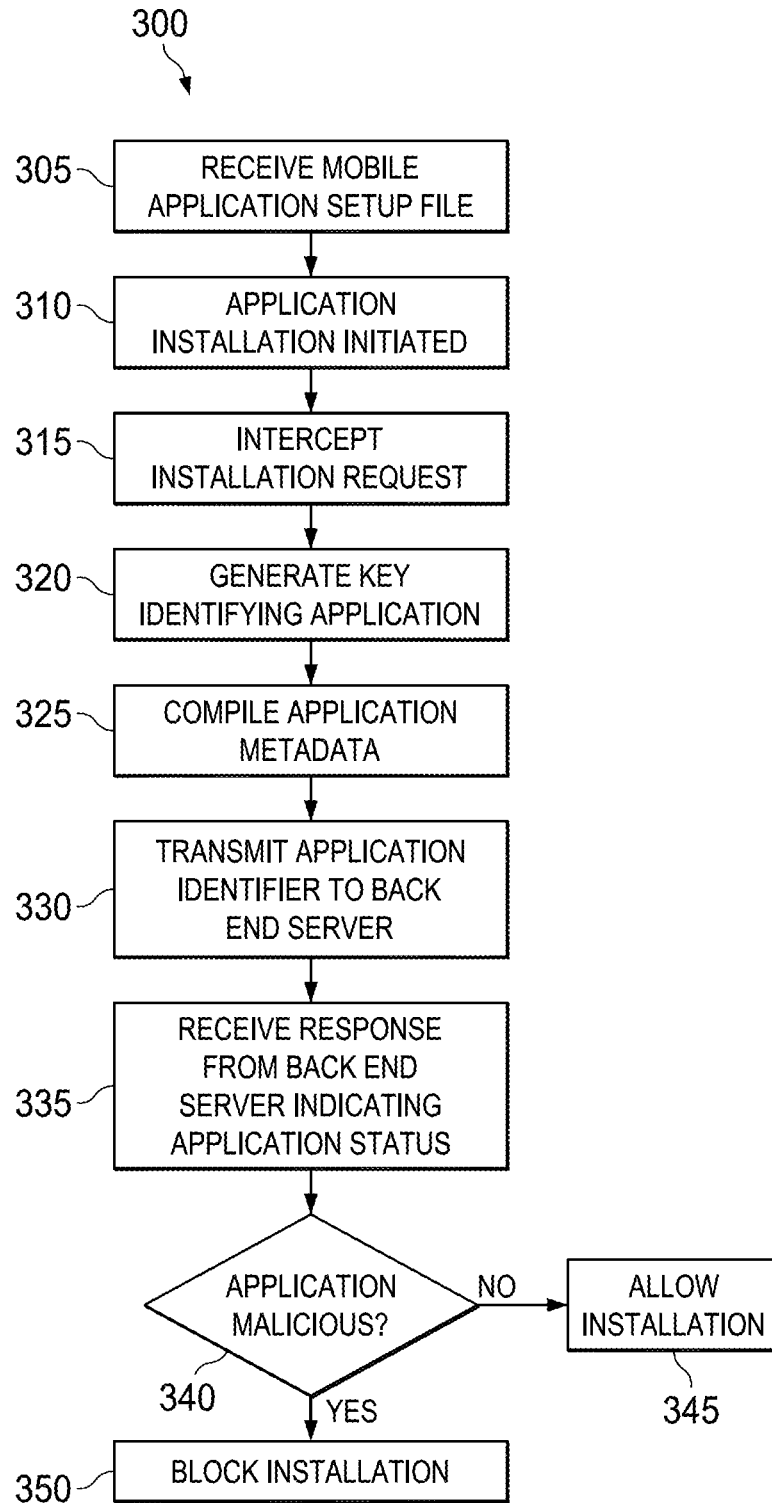 300
305
RECEIVE MOBILE
APPLICATION SETUP FILE
310
APPLICATION
INSTALLATION INITIATED
315
INTERCEPT
INSTALLATION REQUEST
320
GENERATE KEY
IDENTIFYING APPLICATION
325
COMPILE APPLICATION
METADATA
330
TRANSMIT APPLICATION
IDENTIFIER TO BACK
END SERVER
335
RECEIVE RESPONSE
FROM BACK END
SERVER INDICATING
APPLICATION STATUS
APPLICATION
MALICIOUS?
340
NO
ALLOW
INSTALLATION
345
YES
350
BLOCK INSTALLATION